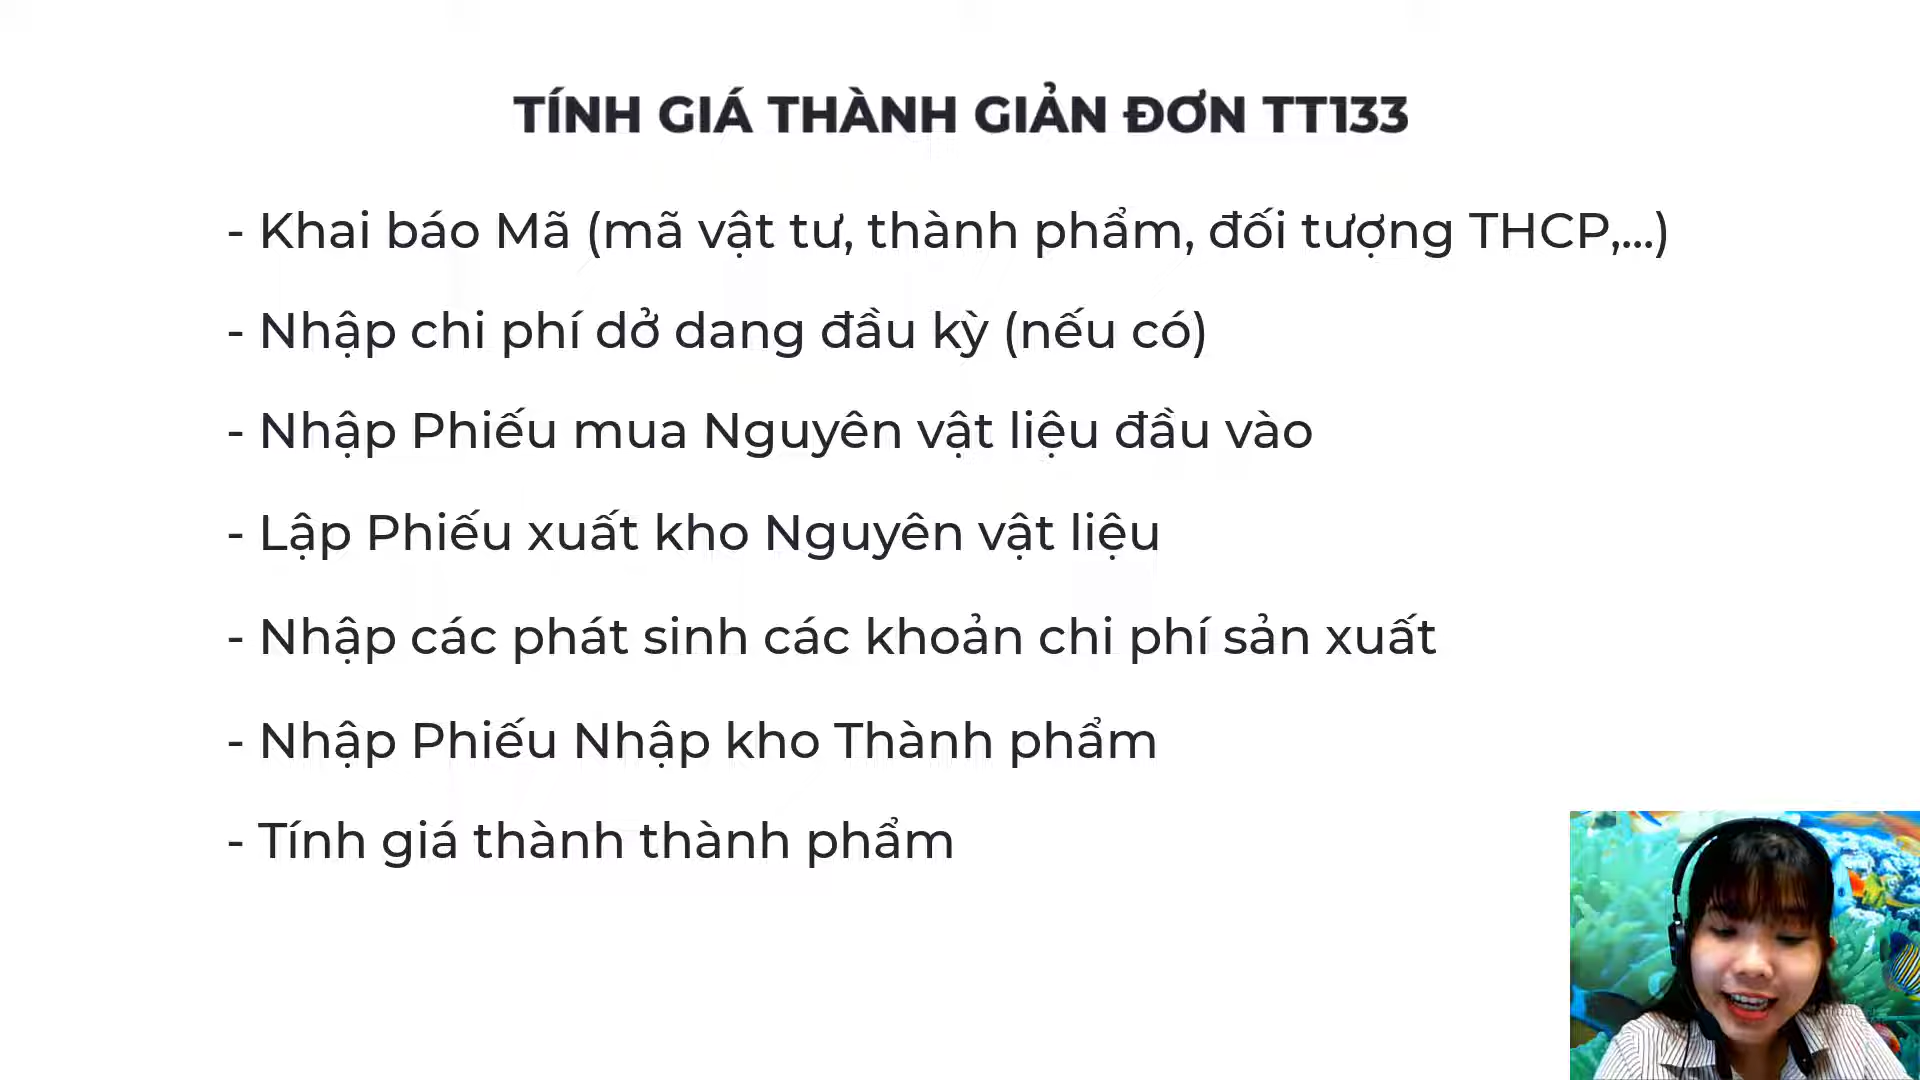 TÍNH GIÁ THÀNH GIẢN ĐƠN TT133
- Khai báo Mã (mã vật tư, thành phẩm, đối tượng THCP,...)
- Nhập chi phí dở dang đầu kỳ (nếu có)
- Nhập Phiếu mua Nguyên vật liệu đầu vào
- Lập Phiếu xuất kho Nguyên vật liệu
- Nhập các phát sinh các khoản chi phí sản xuất
- Nhập Phiếu Nhập kho Thành phẩm
- Tính giá thành thành phẩm